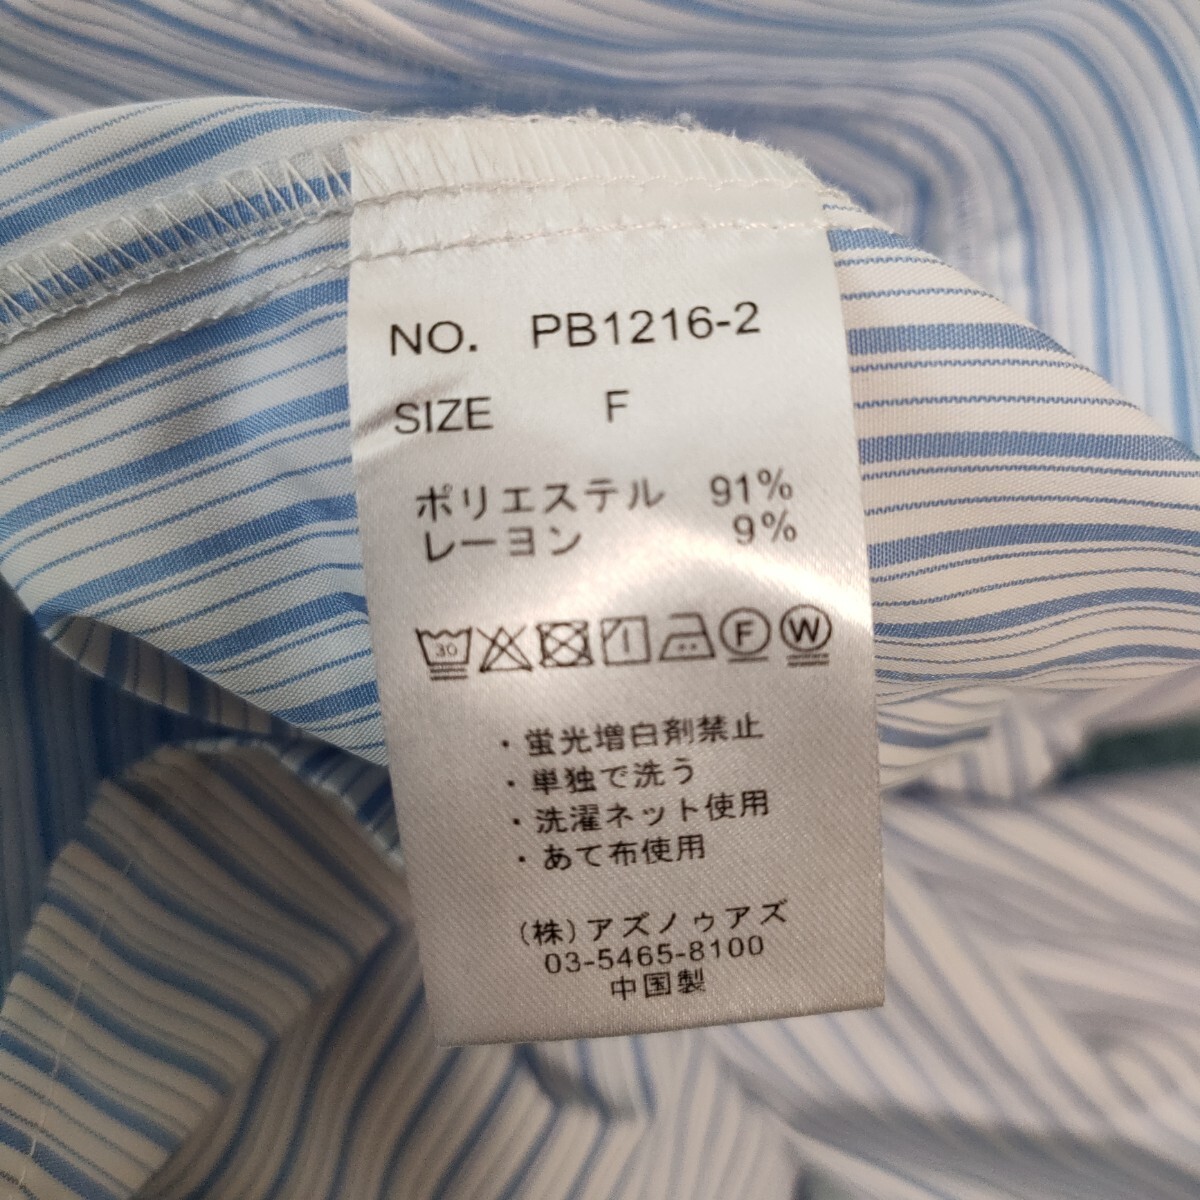 NO. PB1216-2
SIZE F
ポリエステル 91%
レーヨン 9%
30 F W
・蛍光増白剤禁止
・単独で洗う
・洗濯ネット使用
・あて布使用
(株)アズノゥアズ
03-5465-8100
中国製